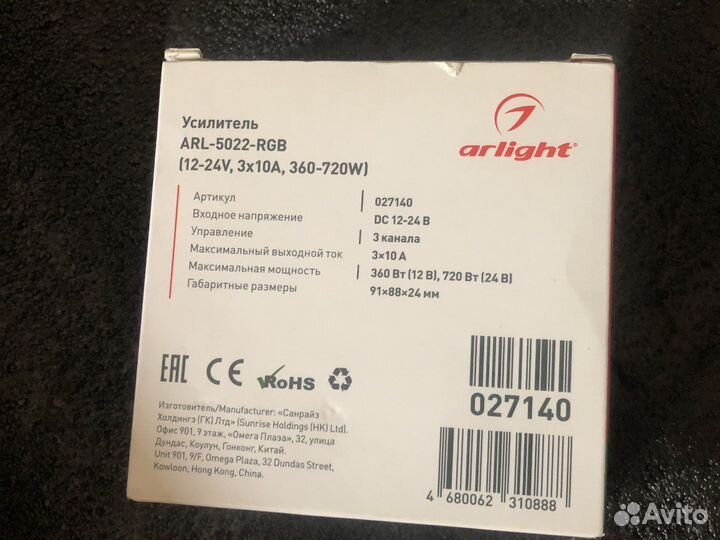 Усилитель
ARL-5022-RGB
(12-24V, 3x10A, 360-720W)
arlight
Артикул 027140
Входное напряжение DC 12-24 В
Управление 3 канала
Максимальный выходной ток 3×10 А
Максимальная мощность 360 Вт (12 В), 720 Вт (24 В)
Габаритные размеры 91×88×24 мм
EAC CE RoHS
027140
Изготовитель/Manufacturer: «Санрайз
Холдингз (ГК) Лтд» (Sunrise Holdings (HK) Ltd).
Офис 901, 9 этаж, «Омега Плаза», 32, улица
Дундас, Коулун, Гонконг, Китай.
Unit 901, 9/F, Omega Plaza, 32 Dundas Street,
Kowloon, Hong Kong, China.
4 680062 310888
Avito